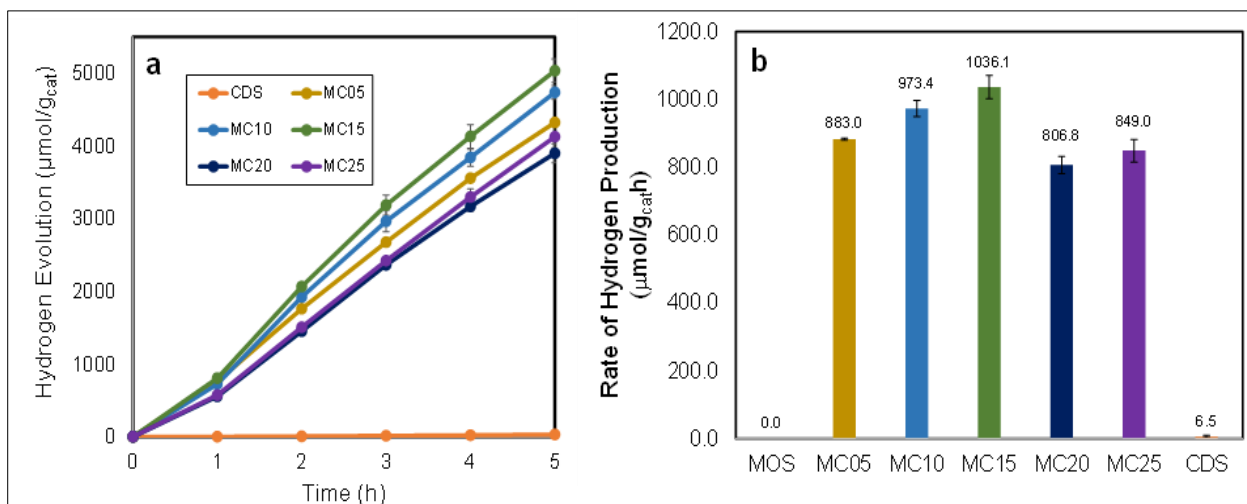 a
Hydrogen Evolution (µmol/g_cat)
5000
4000
3000
2000
1000
0
CDS MC05
MC10 MC15
MC20 MC25
0 1 2 3 4 5
Time (h)
b
Rate of Hydrogen Production
(µmol/g_cat h)
1200.0
1000.0
800.0
600.0
400.0
200.0
0.0
0.0 883.0 973.4 1036.1 806.8 849.0 6.5
MOS MC05 MC10 MC15 MC20 MC25 CDS